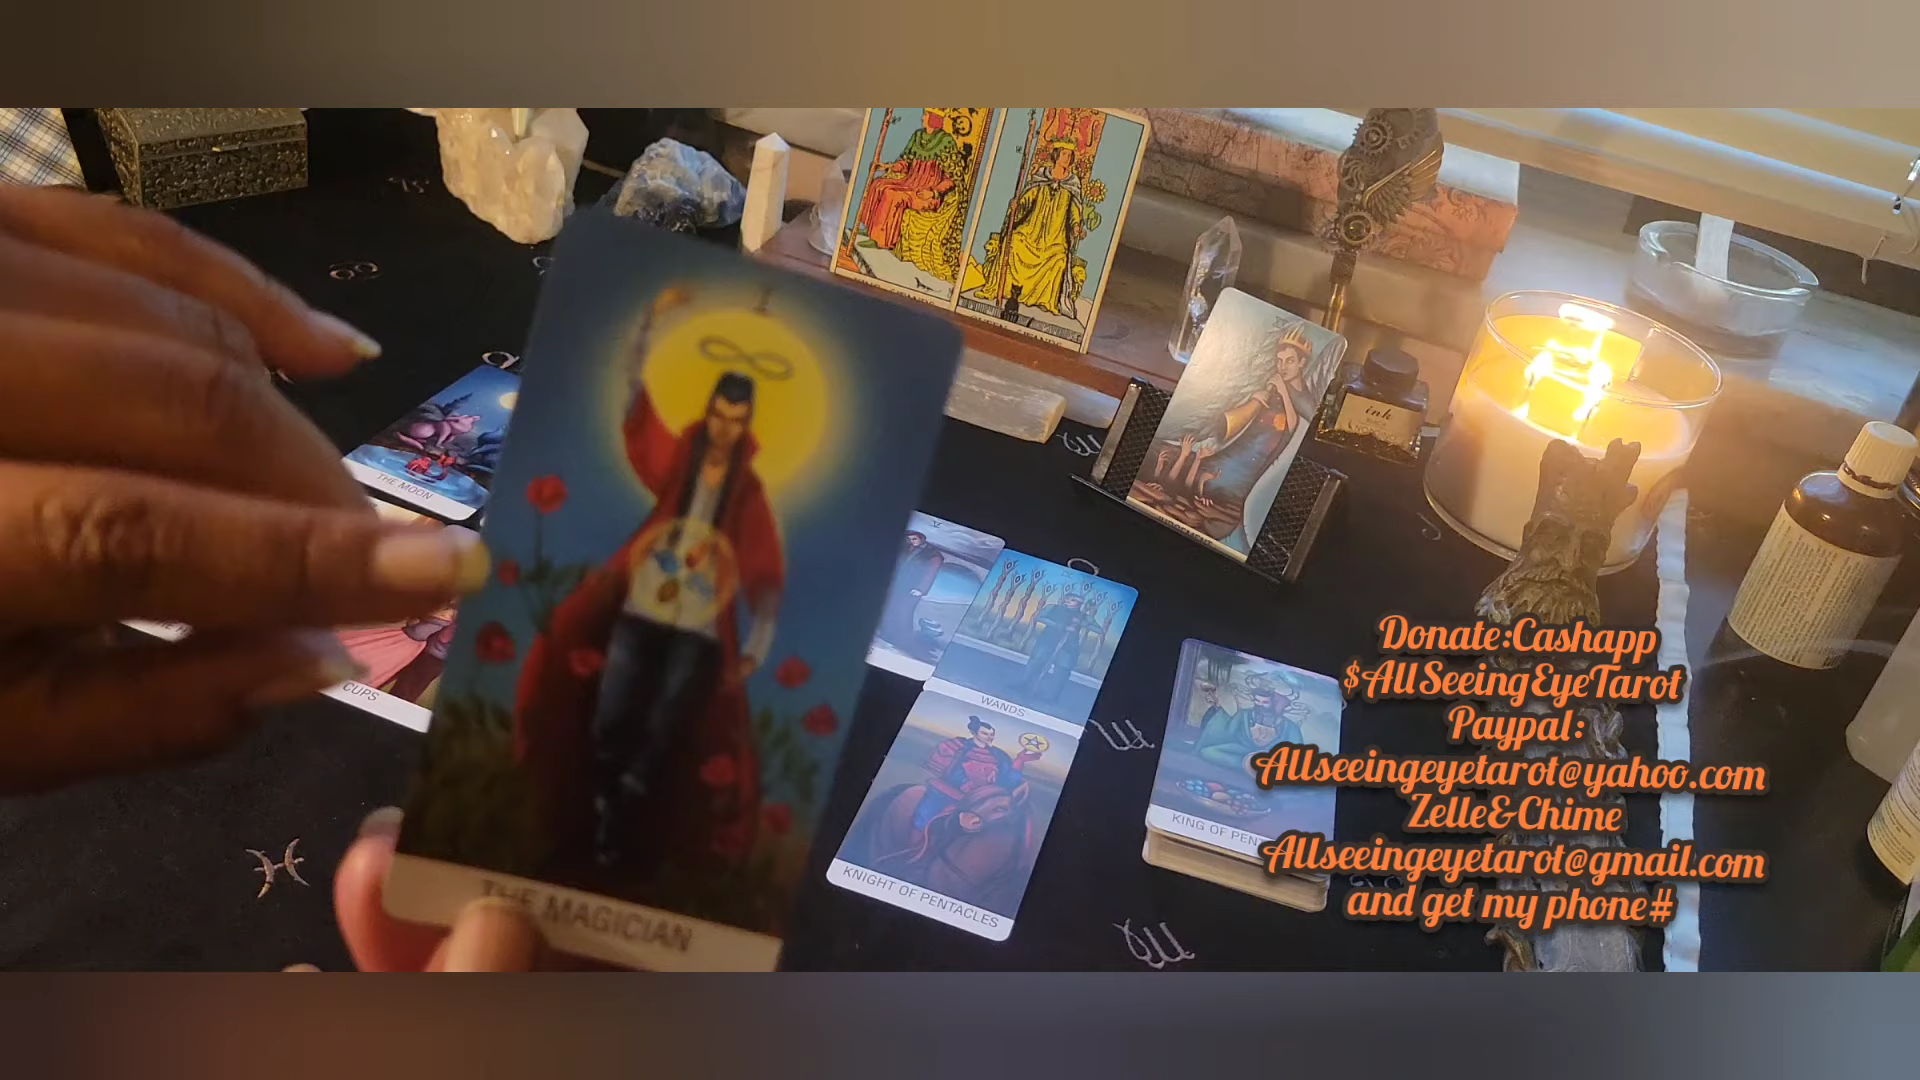 THE MOON
CUPS
THE MAGICIAN
I
V
WANDS
KNIGHT OF PENTACLES
KING OF PEN
ink
Donate:Cashapp
$AllSeeingEyeTarot
Paypal:
Allseeingeyetarot@yahoo.com
Zelle&Chime
Allseeingeyetarot@gmail.com
and get my phone#